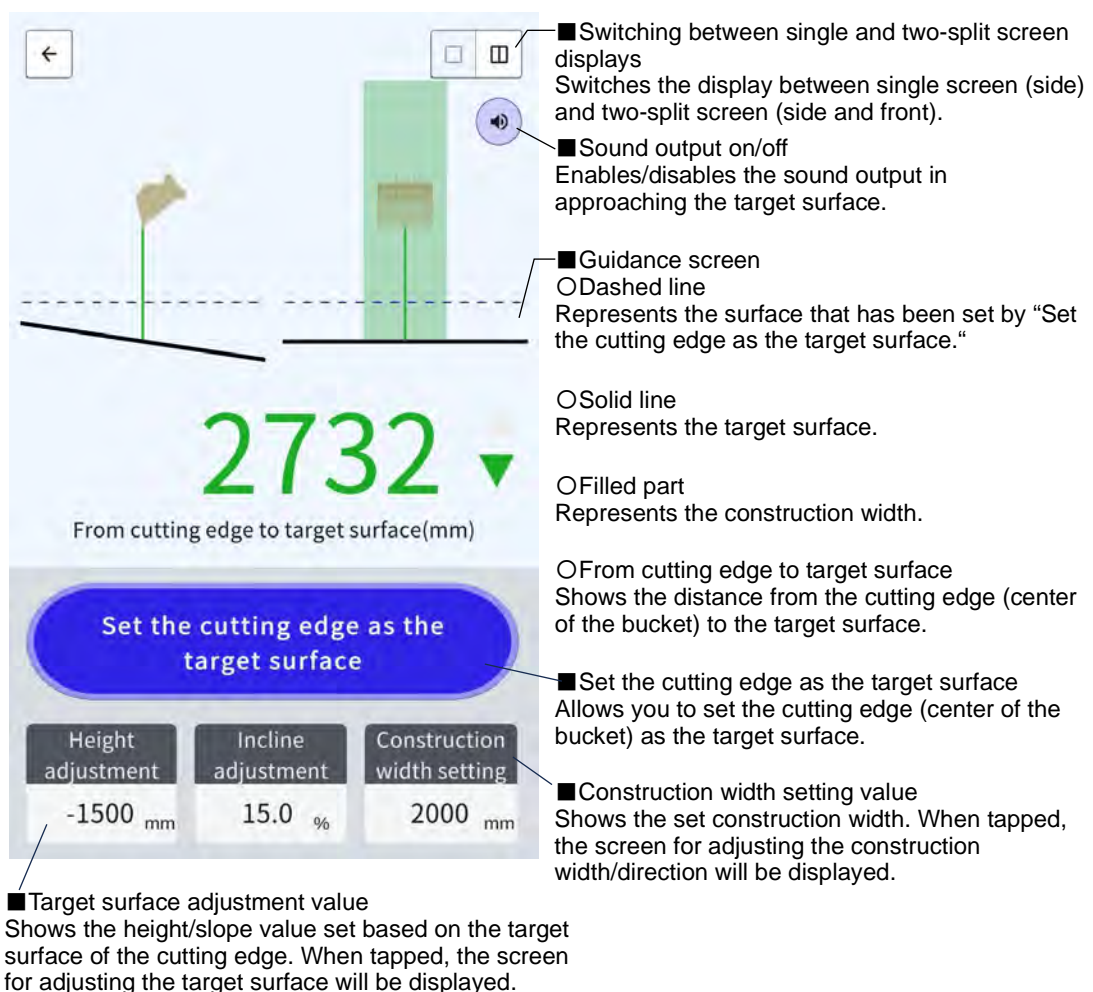 ■Switching between single and two-split screen
displays
Switches the display between single screen (side)
and two-split screen (side and front).
■Sound output on/off
Enables/disables the sound output in
approaching the target surface.
■Guidance screen
○Dashed line
Represents the surface that has been set by “Set
the cutting edge as the target surface.“
○Solid line
Represents the target surface.
○Filled part
Represents the construction width.
○From cutting edge to target surface
Shows the distance from the cutting edge (center
of the bucket) to the target surface.
■Set the cutting edge as the target surface
Allows you to set the cutting edge (center of the
bucket) as the target surface.
■Construction width setting value
Shows the set construction width. When tapped,
the screen for adjusting the construction
width/direction will be displayed.
2732 ▼
From cutting edge to target surface(mm)
Set the cutting edge as the
target surface
Height
adjustment
-1500 mm
Incline
adjustment
15.0 %
Construction
width setting
2000 mm
■Target surface adjustment value
Shows the height/slope value set based on the target
surface of the cutting edge. When tapped, the screen
for adjusting the target surface will be displayed.